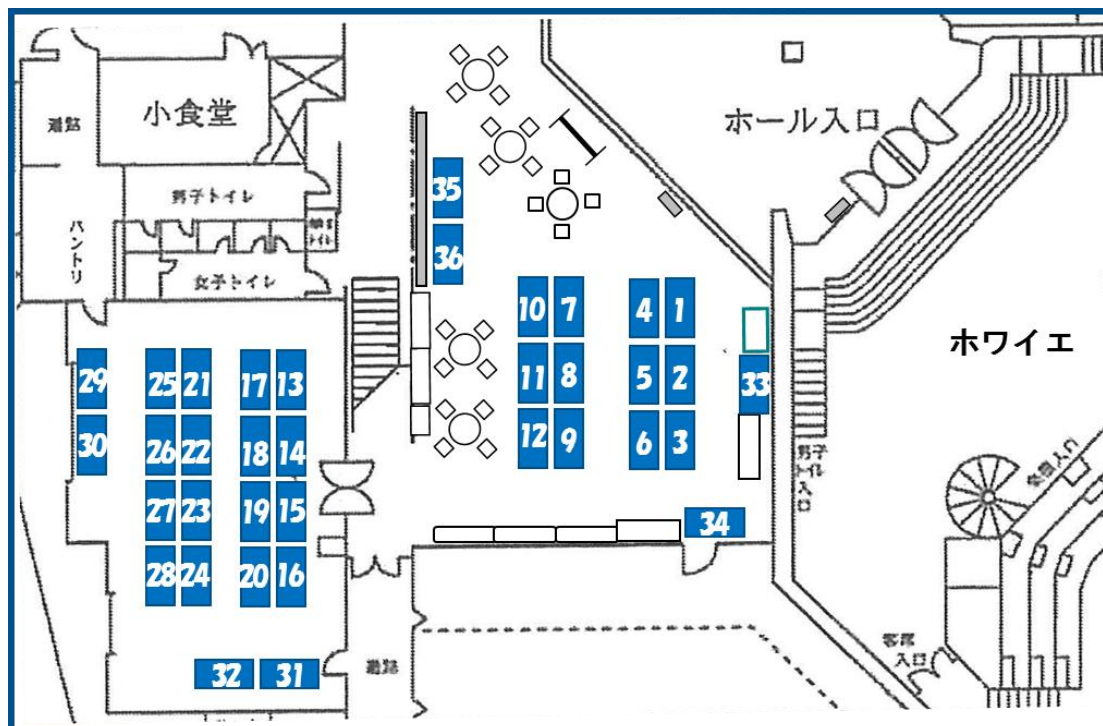 小食堂
通路
ホール入口
男子トイレ
パントリ
女子トイレ
ホワイエ
35
36
10 7 4 1
11 8 5 2
12 9 6 3
33
34
29 25 21 17 13
30 26 22 18 14
27 23 19 15
28 24 20 16
32 31
男子トイレ入口
客席入口
通路